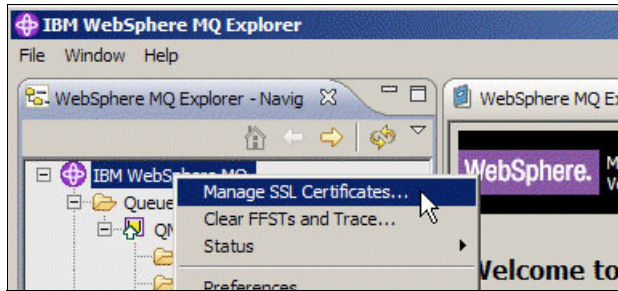 IBM WebSphere MQ Explorer
File Window Help
WebSphere MQ Explorer - Navig
WebSphere MQ
IBM WebSphere MQ
WebSphere.
Manage SSL Certificates...
Queue
Clear FFSTs and Trace...
Status
Welcome to
Preferences